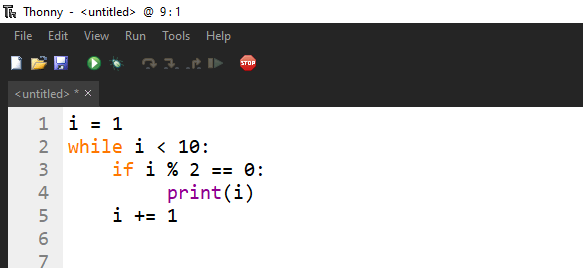 Thonny - <untitled> @ 9:1
File Edit View Run Tools Help
STOP
<untitled> * ×
1 i = 1
2 while i < 10:
3     if i % 2 == 0:
4         print(i)
5     i += 1
6
7